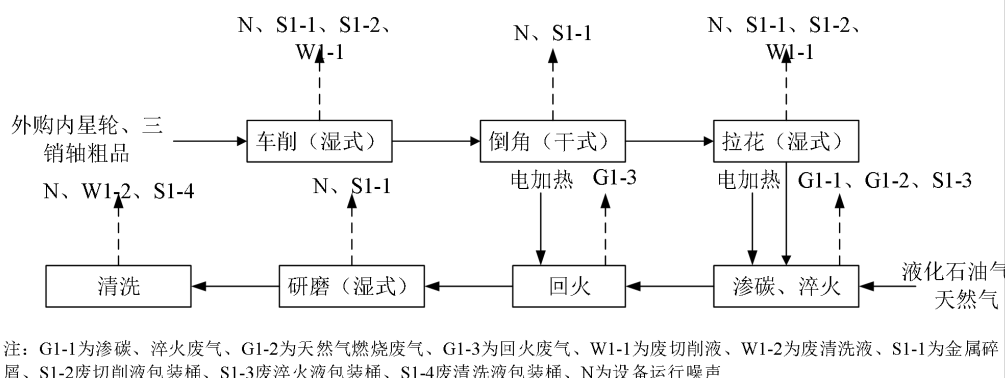 N、S1-1、S1-2、
W1-1
N、S1-1
N、S1-1、S1-2、
W1-1
外购内星轮、三
销轴粗品
车削（湿式）
倒角（干式）
拉花（湿式）
N、W1-2、S1-4
N、S1-1
电加热
G1-3
电加热
G1-1、G1-2、S1-3
清洗
研磨（湿式）
回火
渗碳、淬火
液化石油气
天然气
注：G1-1为渗碳、淬火废气、G1-2为天然气燃烧废气、G1-3为回火废气、W1-1为废切削液、W1-2为废清洗液、S1-1为金属碎
屑、S1-2废切削液包装桶、S1-3废淬火液包装桶、S1-4废清洗液包装桶、N为设备运行噪声